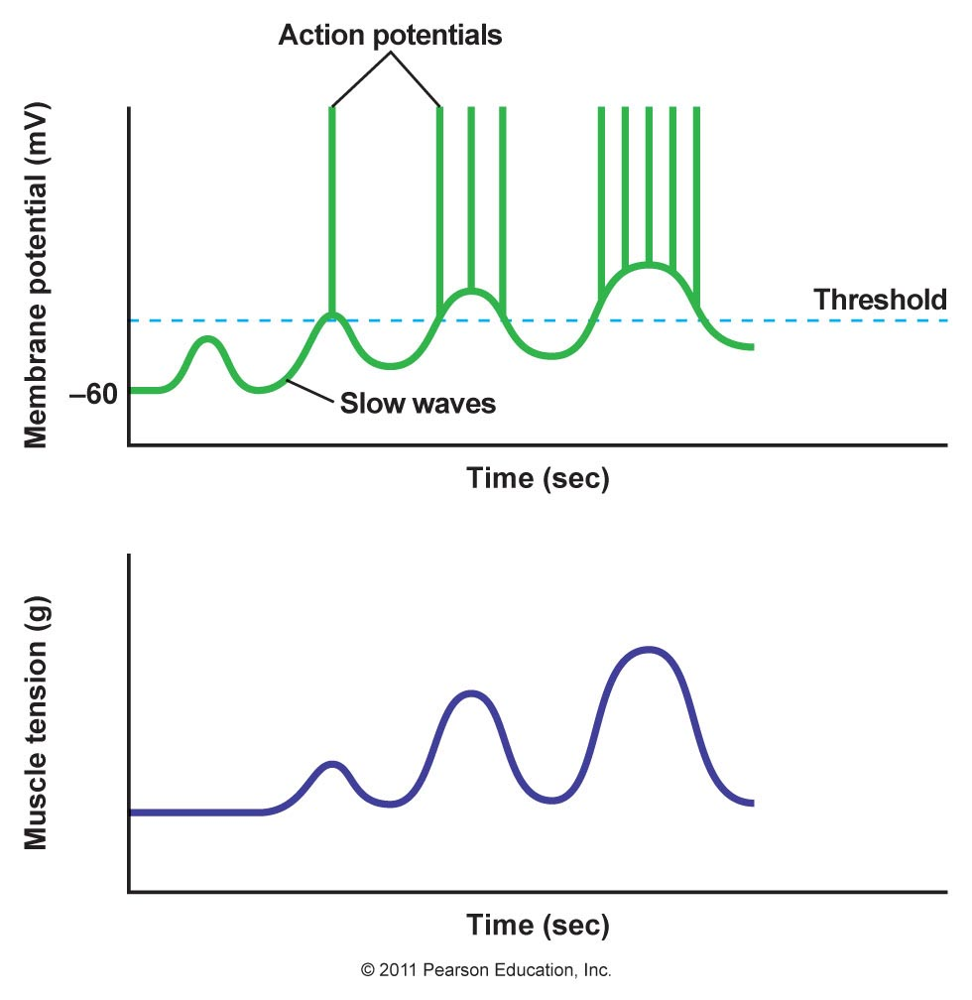 Action potentials
Membrane potential (mV)
Threshold
–60
Slow waves
Time (sec)
Muscle tension (g)
Time (sec)
© 2011 Pearson Education, Inc.